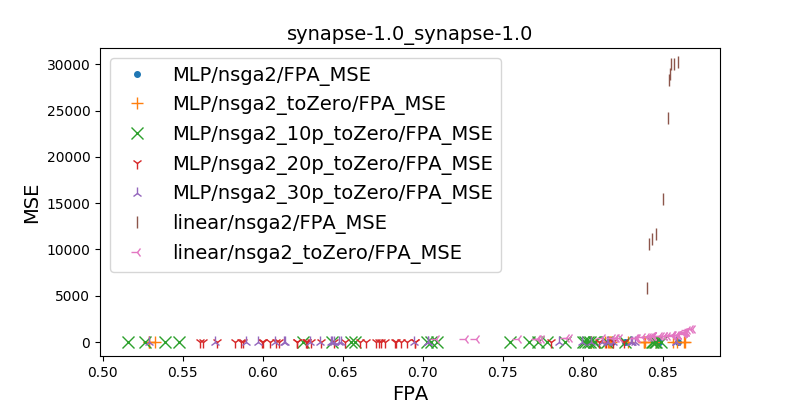 synapse-1.0_synapse-1.0
30000
25000
20000
15000
10000
5000
0
MSE
MLP/nsga2/FPA_MSE
MLP/nsga2_toZero/FPA_MSE
MLP/nsga2_10p_toZero/FPA_MSE
MLP/nsga2_20p_toZero/FPA_MSE
MLP/nsga2_30p_toZero/FPA_MSE
linear/nsga2/FPA_MSE
linear/nsga2_toZero/FPA_MSE
0.50 0.55 0.60 0.65 0.70 0.75 0.80 0.85
FPA